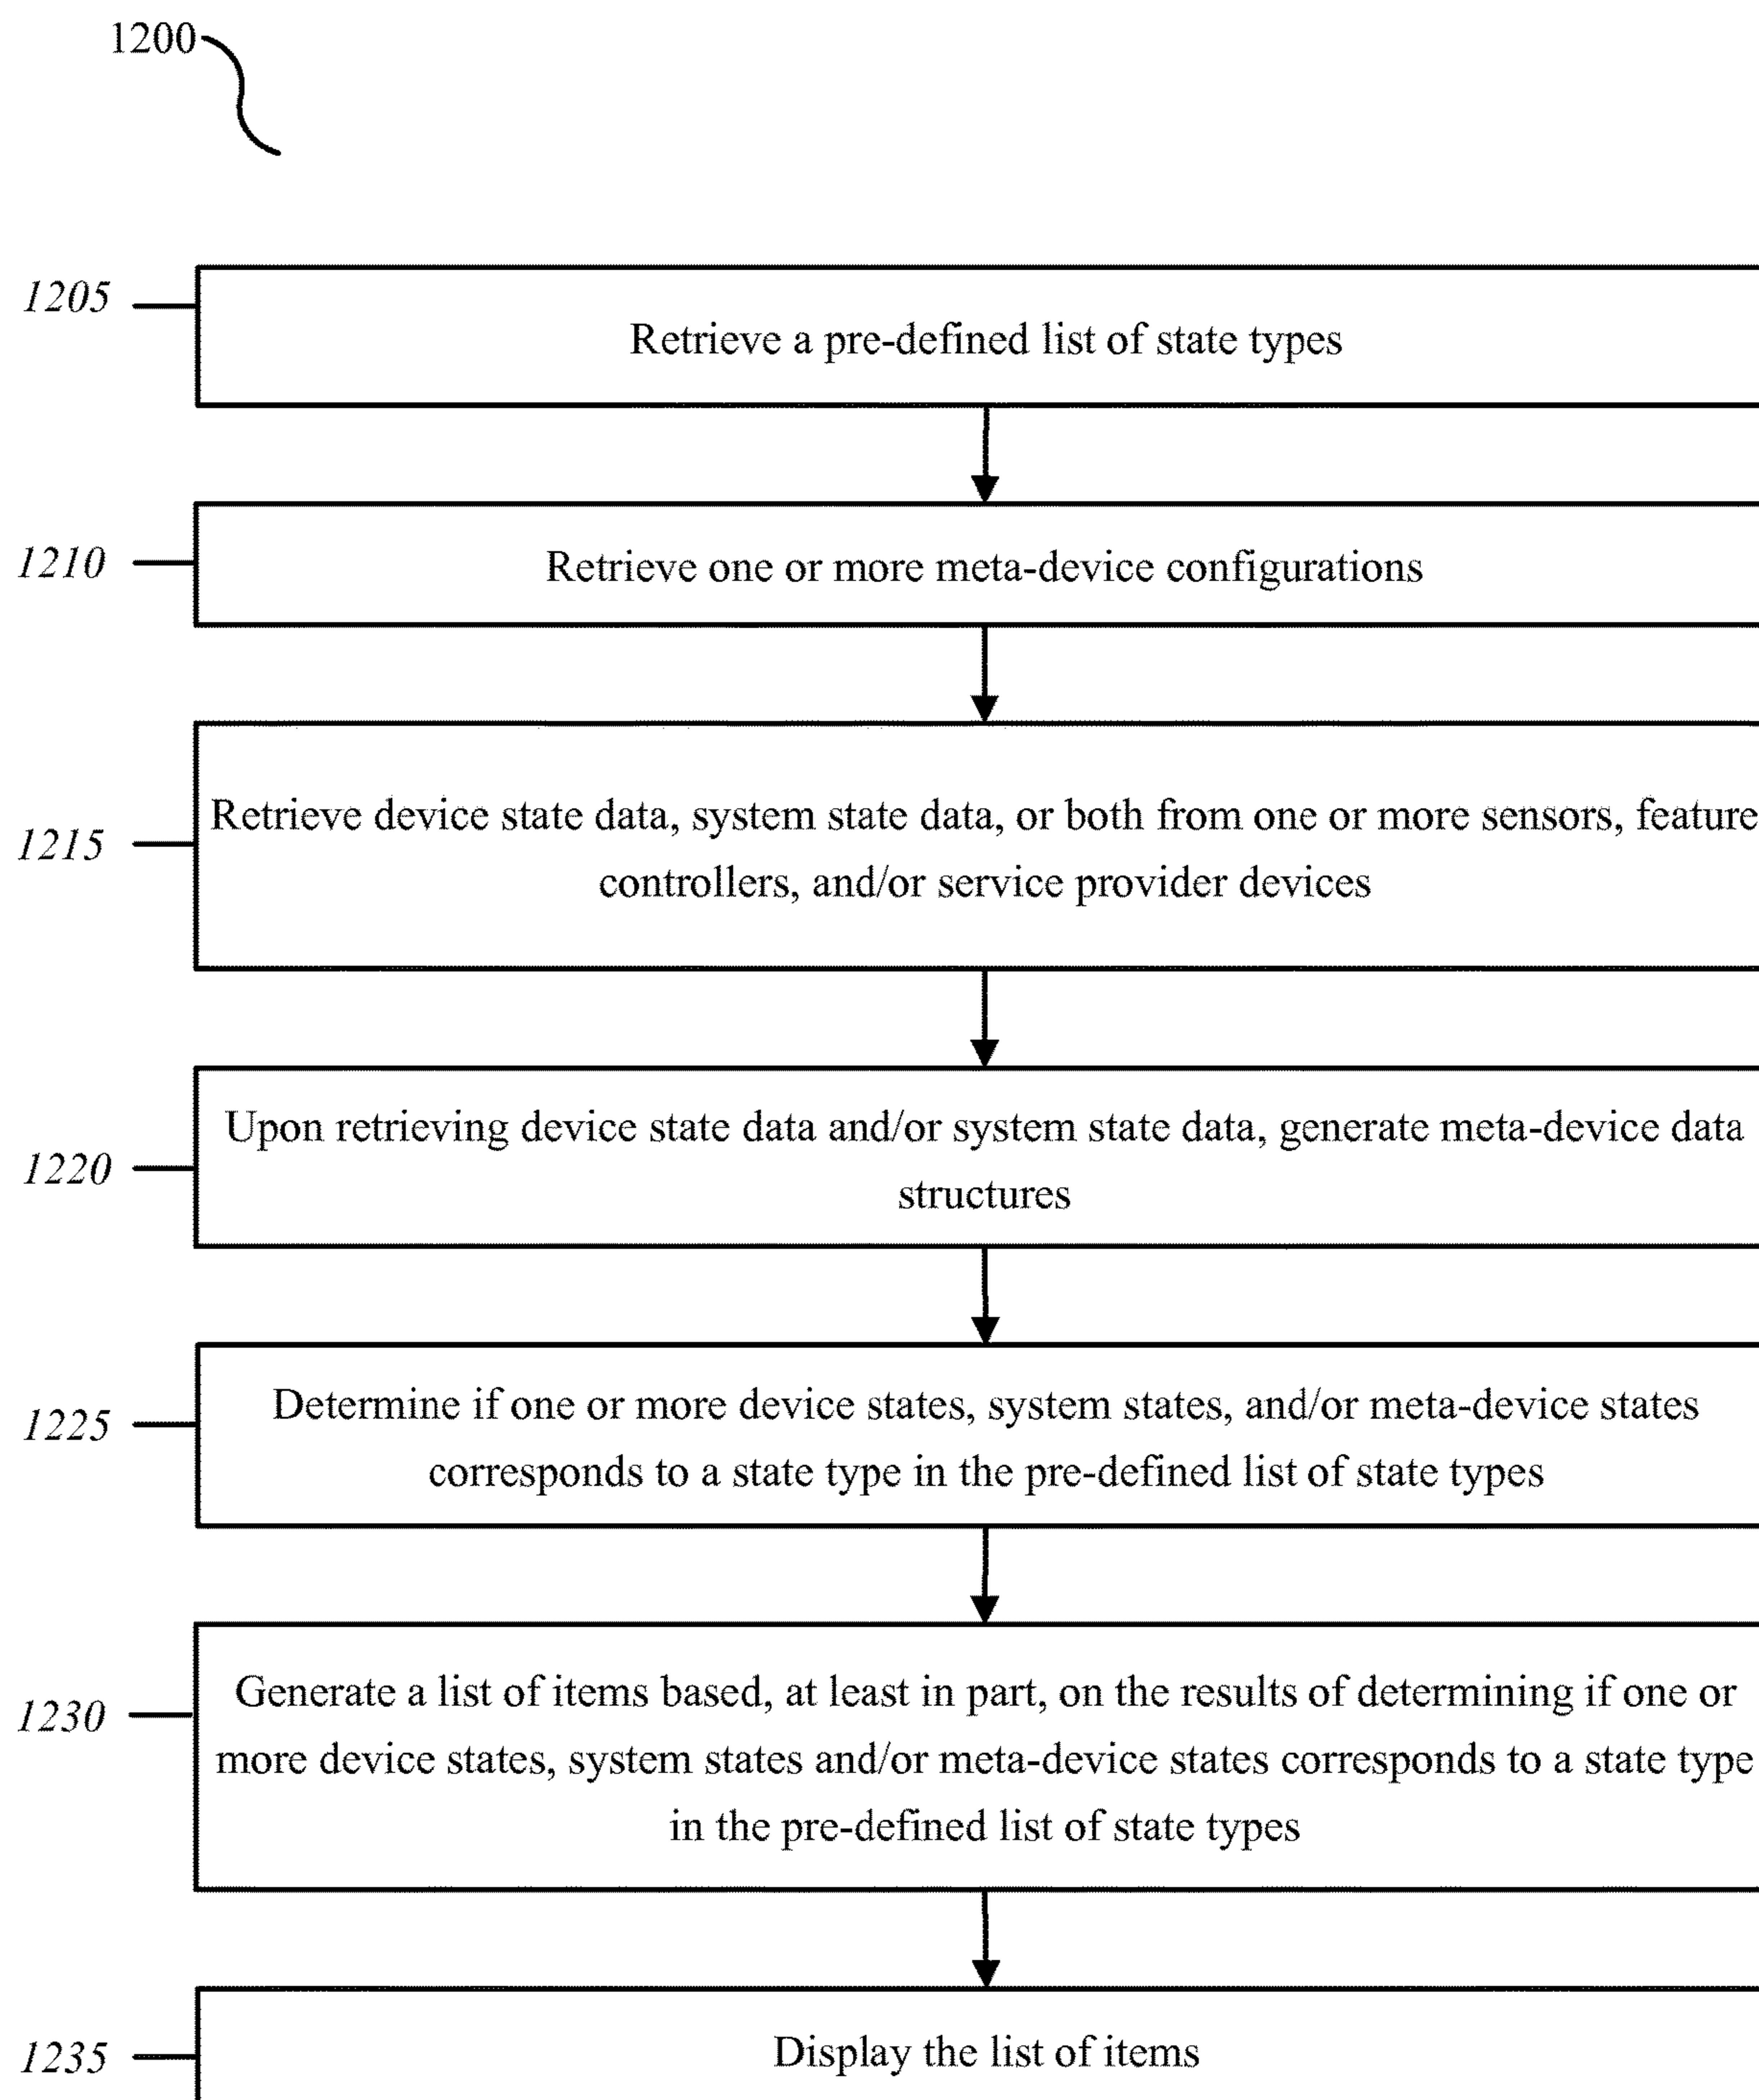 1200
1205
Retrieve a pre-defined list of state types
1210
Retrieve one or more meta-device configurations
1215
Retrieve device state data, system state data, or both from one or more sensors, feature
controllers, and/or service provider devices
1220
Upon retrieving device state data and/or system state data, generate meta-device data
structures
1225
Determine if one or more device states, system states, and/or meta-device states
corresponds to a state type in the pre-defined list of state types
1230
Generate a list of items based, at least in part, on the results of determining if one or
more device states, system states and/or meta-device states corresponds to a state type
in the pre-defined list of state types
1235
Display the list of items